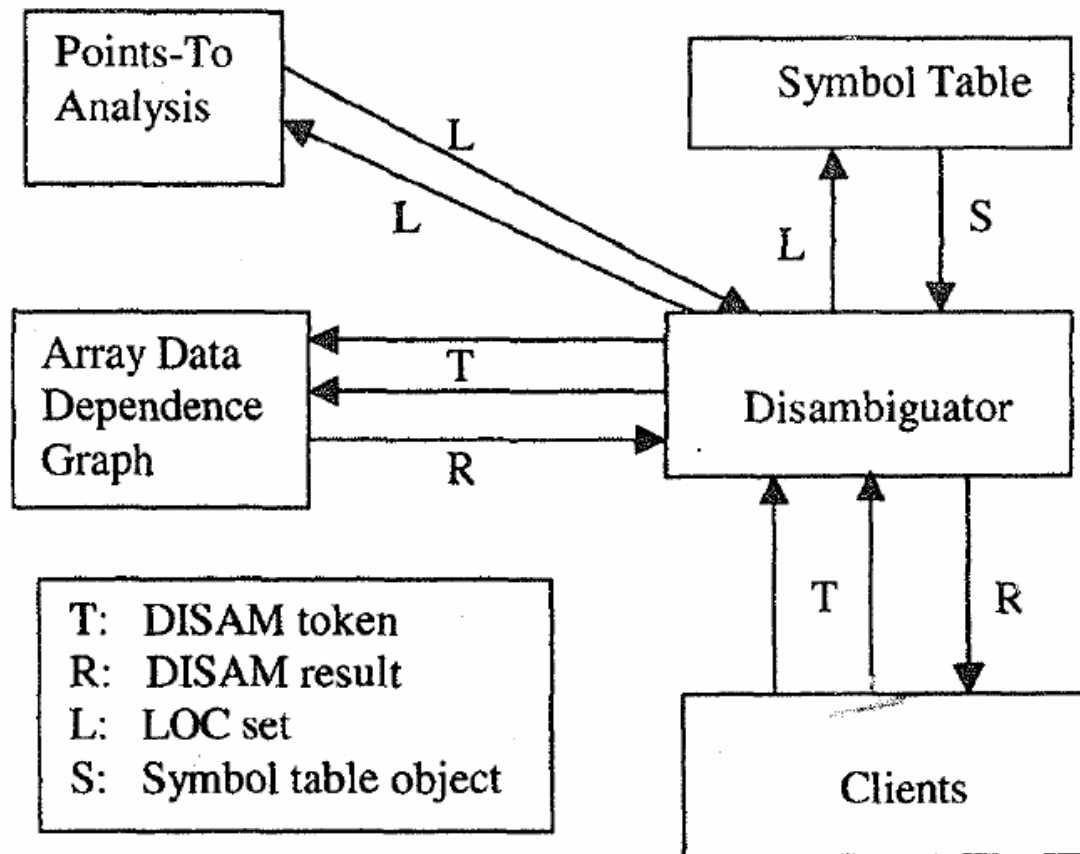 Points-To
Analysis
Symbol Table
L
L
L
S
Array Data
Dependence
Graph
T
R
Disambiguator
T
R
T: DISAM token
R: DISAM result
L: LOC set
S: Symbol table object
Clients